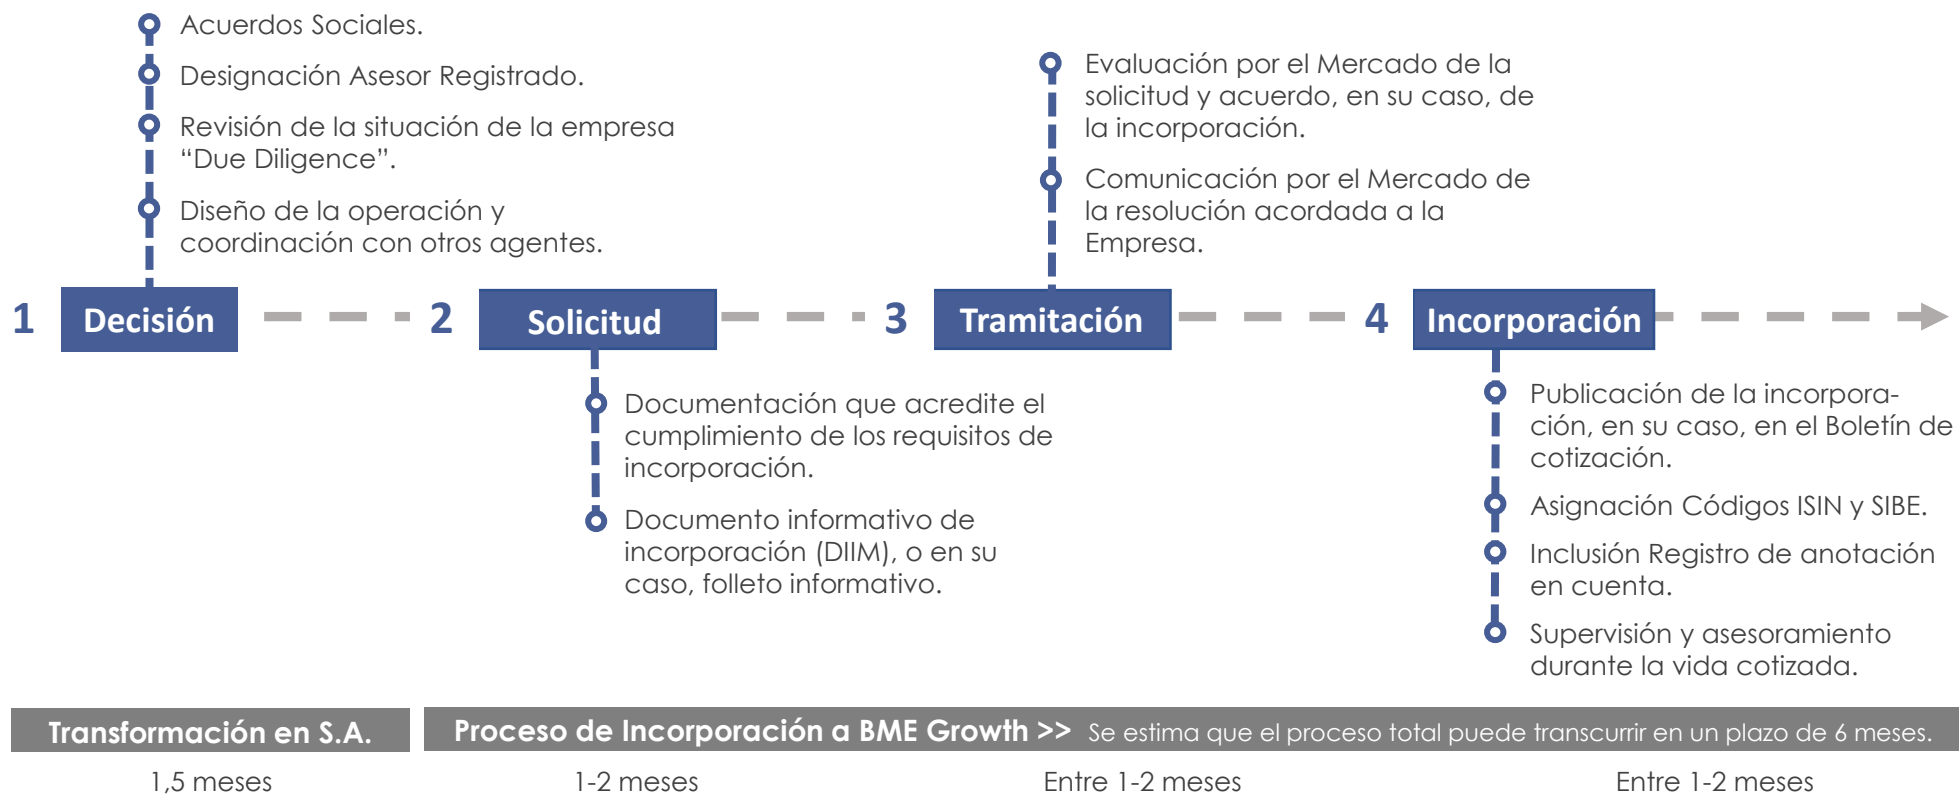 Acuerdos Sociales.
Designación Asesor Registrado.
Revisión de la situación de la empresa
“Due Diligence”.
Diseño de la operación y
coordinación con otros agentes.
Evaluación por el Mercado de la
solicitud y acuerdo, en su caso, de
la incorporación.
Comunicación por el Mercado de
la resolución acordada a la
Empresa.
1 Decisión
2 Solicitud
3 Tramitación
4 Incorporación
Documentación que acredite el
cumplimiento de los requisitos de
incorporación.
Documento informativo de
incorporación (DIIM), o en su
caso, folleto informativo.
Publicación de la incorpora-
ción, en su caso, en el Boletín de
cotización.
Asignación Códigos ISIN y SIBE.
Inclusión Registro de anotación
en cuenta.
Supervisión y asesoramiento
durante la vida cotizada.
Transformación en S.A.
Proceso de Incorporación a BME Growth >> Se estima que el proceso total puede transcurrir en un plazo de 6 meses.
1,5 meses
1-2 meses
Entre 1-2 meses
Entre 1-2 meses